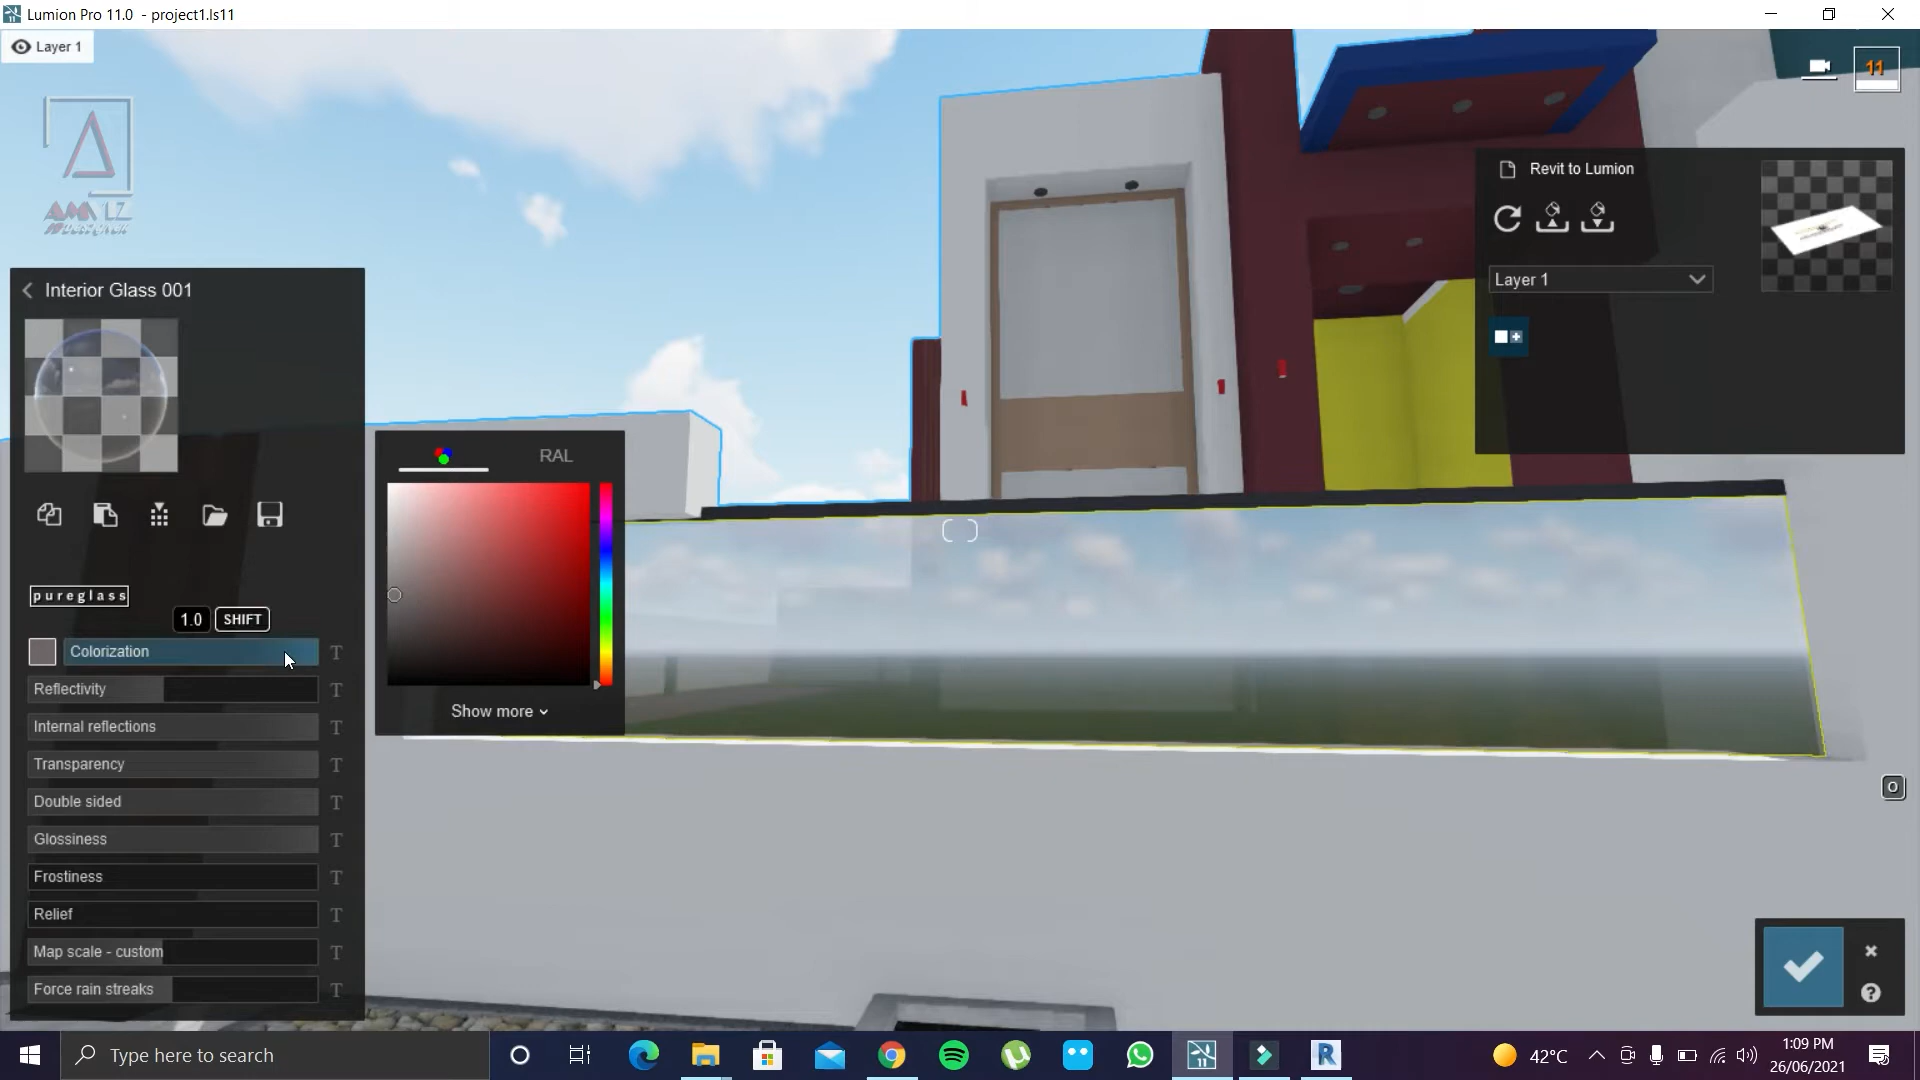 Lumion Pro 11.0 - project1.ls11
Layer 1
11
Revit to Lumion
Layer 1
Interior Glass 001
RAL
pureglass
1.0 SHIFT
Colorization T
Reflectivity T
Internal reflections T
Transparency T
Double sided T
Glossiness T
Frostiness T
Relief T
Map scale - custom T
Force rain streaks T
Show more
O
Type here to search
11
R
42°C
1:09 PM
26/06/2021